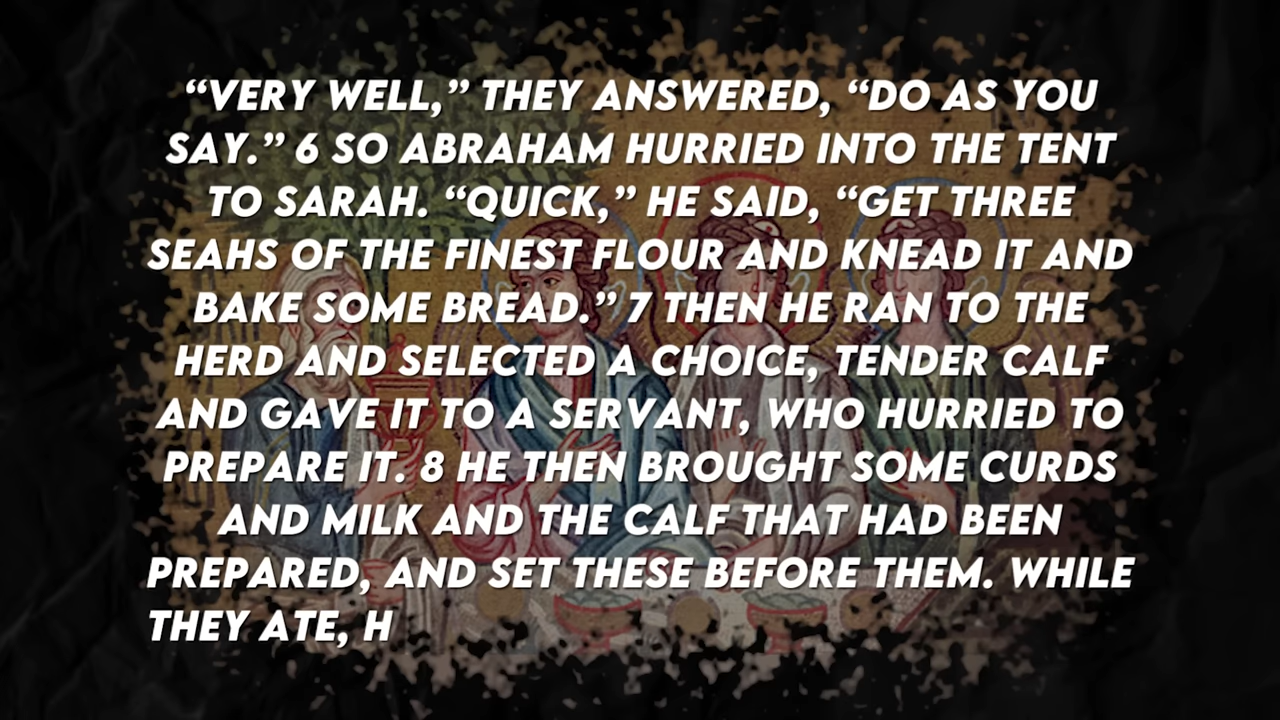 “VERY WELL,” THEY ANSWERED, “DO AS YOU
SAY.” 6 SO ABRAHAM HURRIED INTO THE TENT
TO SARAH. “QUICK,” HE SAID, “GET THREE
SEAHS OF THE FINEST FLOUR AND KNEAD IT AND
BAKE SOME BREAD.” 7 THEN HE RAN TO THE
HERD AND SELECTED A CHOICE, TENDER CALF
AND GAVE IT TO A SERVANT, WHO HURRIED TO
PREPARE IT. 8 HE THEN BROUGHT SOME CURDS
AND MILK AND THE CALF THAT HAD BEEN
PREPARED, AND SET THESE BEFORE THEM. WHILE
THEY ATE, H